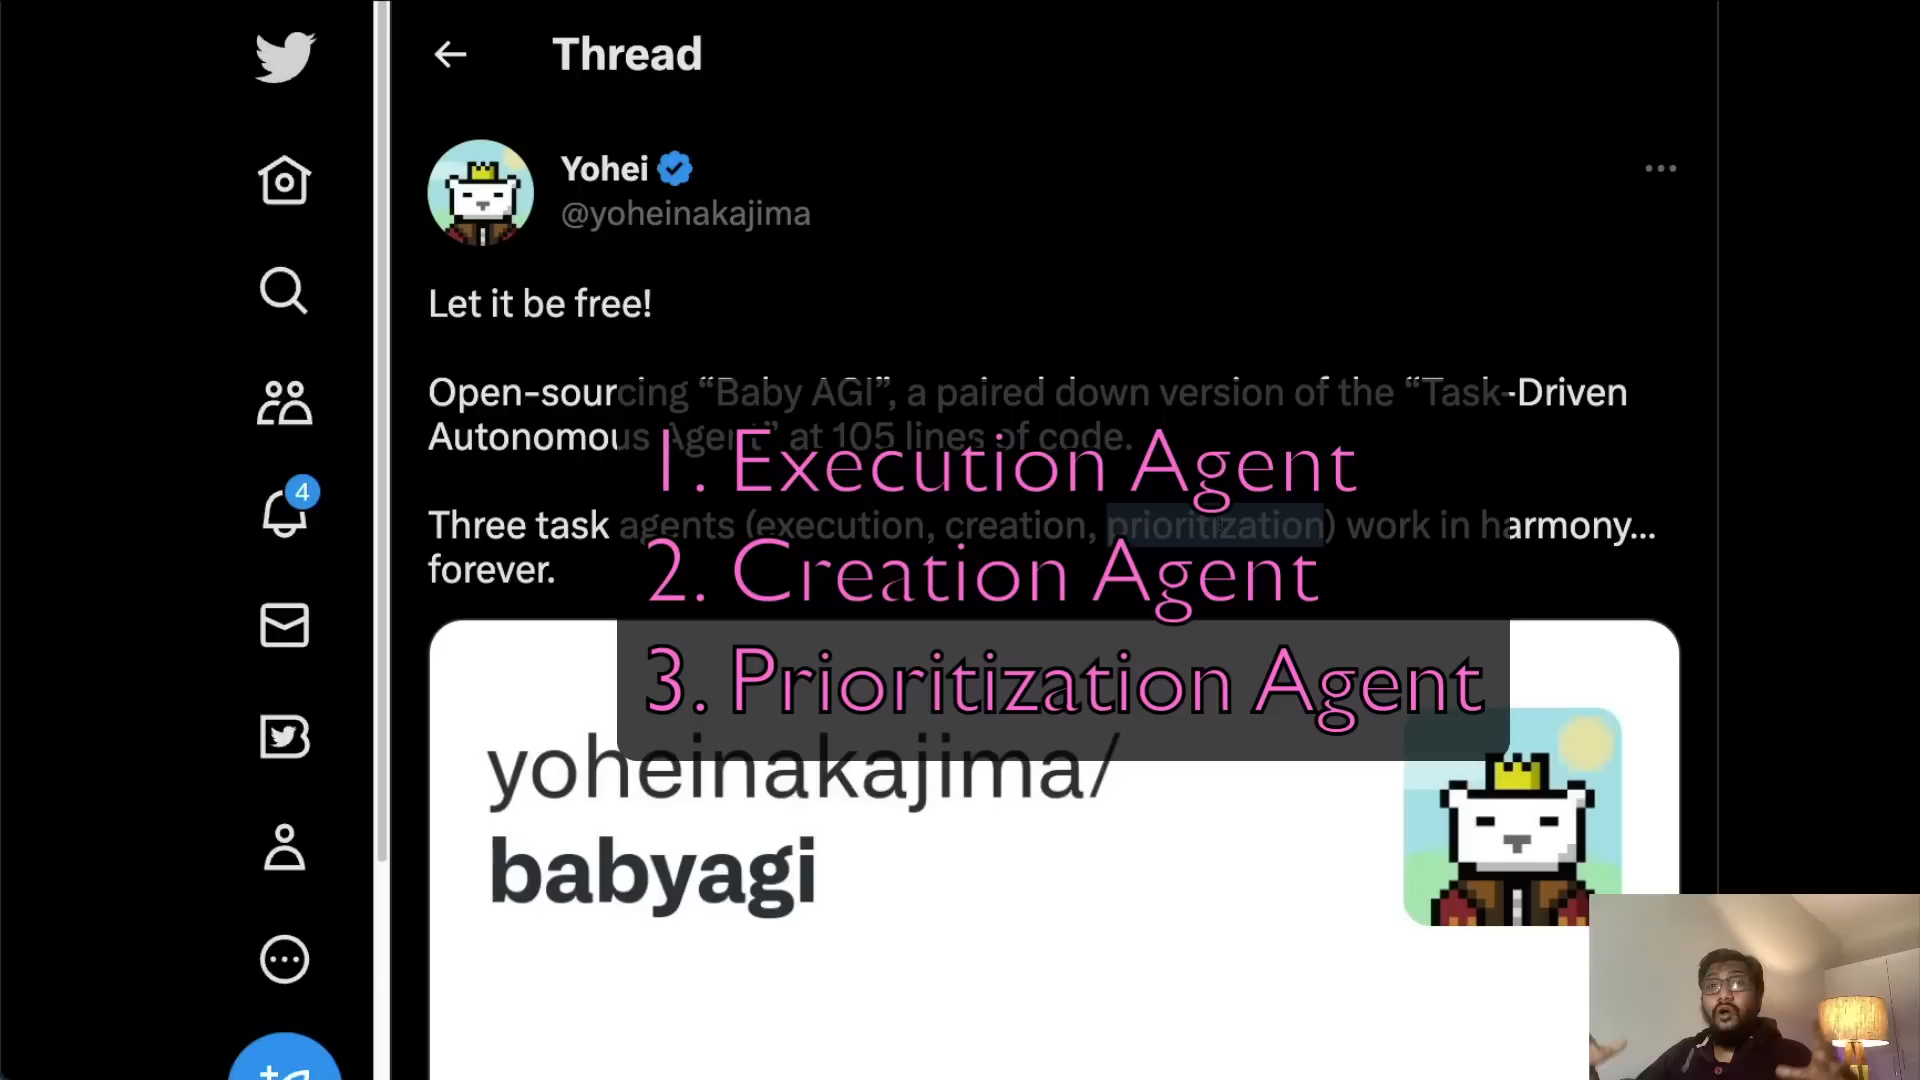 Thread
Yohei
@yoheinakajima
Let it be free!
Open-sourcing “Baby AGI”, a paired down version of the “Task-Driven
Autonomous Agent” at 105 lines of code.
Three task agents (execution, creation, prioritization) work in harmony...
forever.
1. Execution Agent
2. Creation Agent
3. Prioritization Agent
4
yoheinakajima/
babyagi